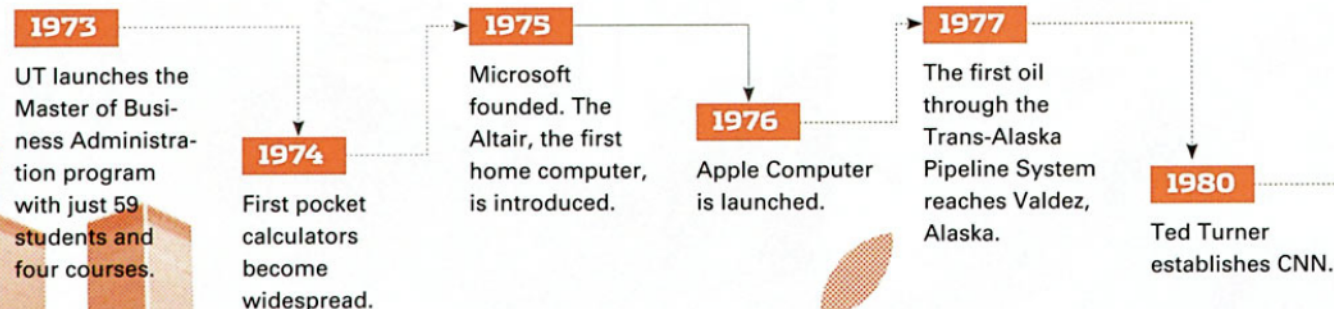 1973
UT launches the
Master of Busi-
ness Administra-
tion program
with just 59
students and
four courses.
1974
First pocket
calculators
become
widespread.
1975
Microsoft
founded. The
Altair, the first
home computer,
is introduced.
1976
Apple Computer
is launched.
1977
The first oil
through the
Trans-Alaska
Pipeline System
reaches Valdez,
Alaska.
1980
Ted Turner
establishes CNN.